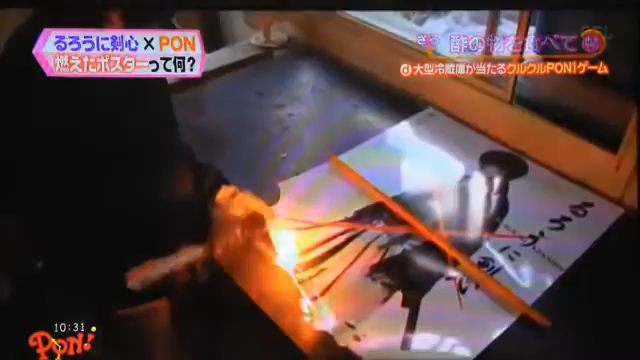 るろうに剣心×PON
燃えたポスターって何?
酢の物を食べて
大型冷蔵庫が当たるクルクルPON!ゲーム
るろうに剣心
10:31
PON!